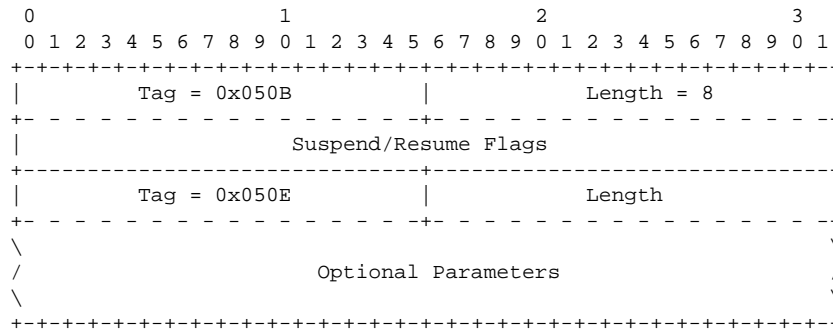 0                   1                   2                   3
 0 1 2 3 4 5 6 7 8 9 0 1 2 3 4 5 6 7 8 9 0 1 2 3 4 5 6 7 8 9 0 1
+-+-+-+-+-+-+-+-+-+-+-+-+-+-+-+-+-+-+-+-+-+-+-+-+-+-+-+-+-+-+-+-
|         Tag = 0x050B          |            Length = 8
+- - - - - - - - - - - - - - - -+- - - - - - - - - - - - - - - -
|                     Suspend/Resume Flags
+-------------------------------+--------------------------------
|         Tag = 0x050E          |            Length
+- - - - - - - - - - - - - - - -+- - - - - - - - - - - - - - - -
\                                                               \
/                       Optional Parameters                     /
\                                                               \
+-+-+-+-+-+-+-+-+-+-+-+-+-+-+-+-+-+-+-+-+-+-+-+-+-+-+-+-+-+-+-+-